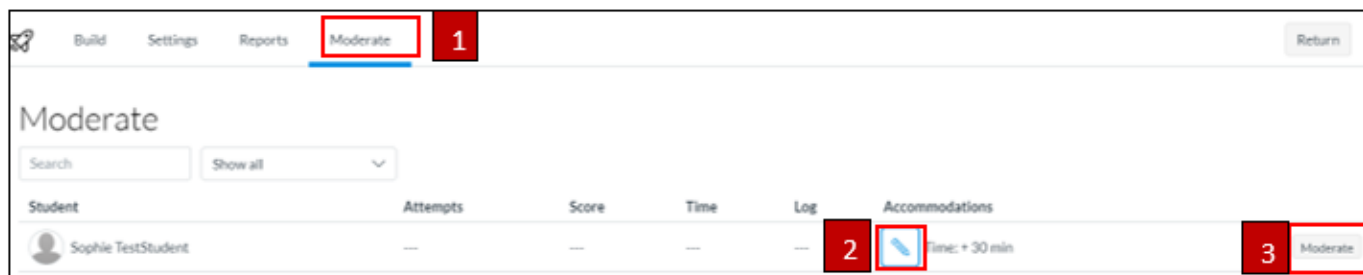 Build Settings Reports Moderate 1 Return
Moderate
Search Show all
Student Attempts Score Time Log Accommodations
Sophie TestStudent --- --- --- --- 2 Time: + 30 min 3 Moderate